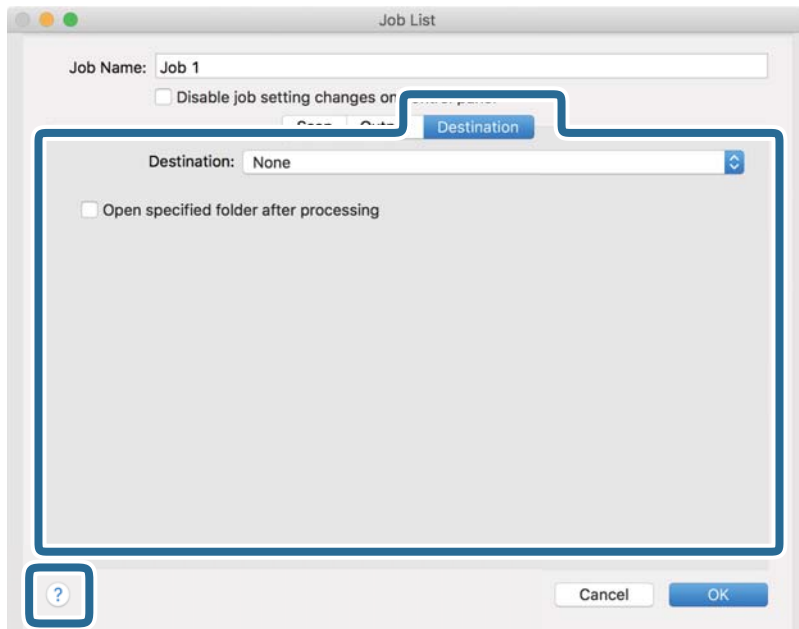 Job List
Job Name: Job 1
Disable job setting changes on
Destination
Destination: None
Open specified folder after processing
? Cancel OK